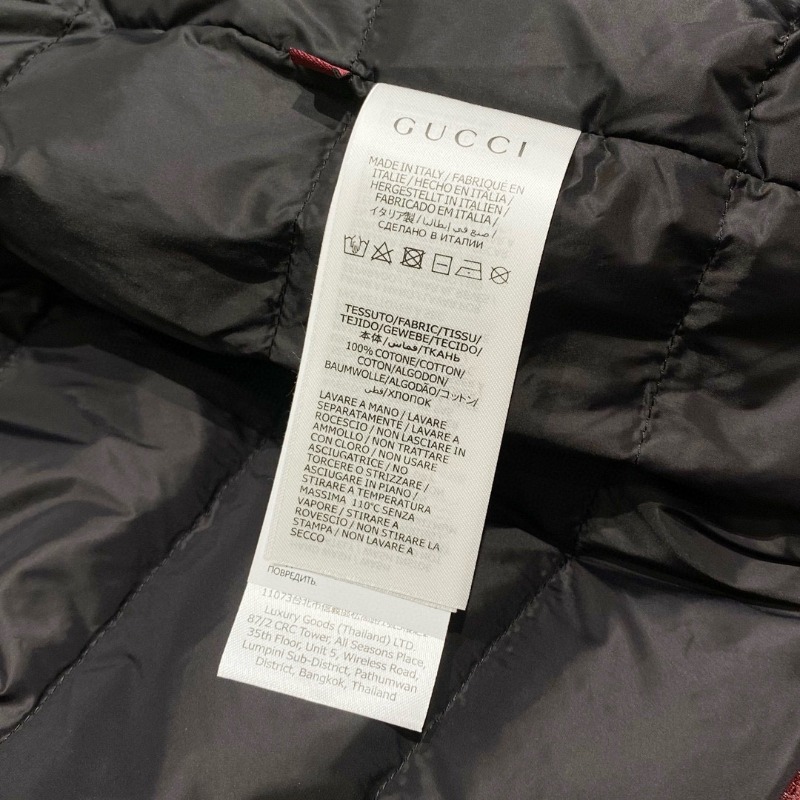 GUCCI
MADE IN ITALY / FABRIQUÉ EN
ITALIE / HECHO EN ITALIA /
HERGESTELLT IN ITALIEN /
FABRICADO EM ITÁLIA /
イタリア製 / صنع في إيطاليا /
СДЕЛАНО В ИТАЛИИ
TESSUTO/FABRIC/TISSU/
TEJIDO/GEWEBE/TECIDO/
本体/قماش/ТКАНЬ
100% COTONE/COTTON/
COTON/ALGODON/
BAUMWOLLE/ALGODÃO/コットン/
قطن/ХЛОПОК
LAVARE A MANO / LAVARE
SEPARATAMENTE / LAVARE A
ROCESCIO / NON LASCIARE IN
AMMOLLO / NON TRATTARE
CON CLORO / NON USARE
ASCIUGATRICE / NO
TORCERE O STRIZZARE /
ASCIUGARE IN PIANO /
STIRARE A TEMPERATURA
MASSIMA 110°C SENZA
VAPORE / STIRARE A
ROVESCIO / NON STIRARE LA
STAMPA / NON LAVARE A
SECCO
ПОВРЕДИТЬ.
11073
Luxury Goods (Thailand) LTD.
87/2 CRC Tower, All Seasons Place,
35th Floor, Unit 5, Wireless Road,
Lumpini Sub-District, Pathumwan
District, Bangkok, Thailand